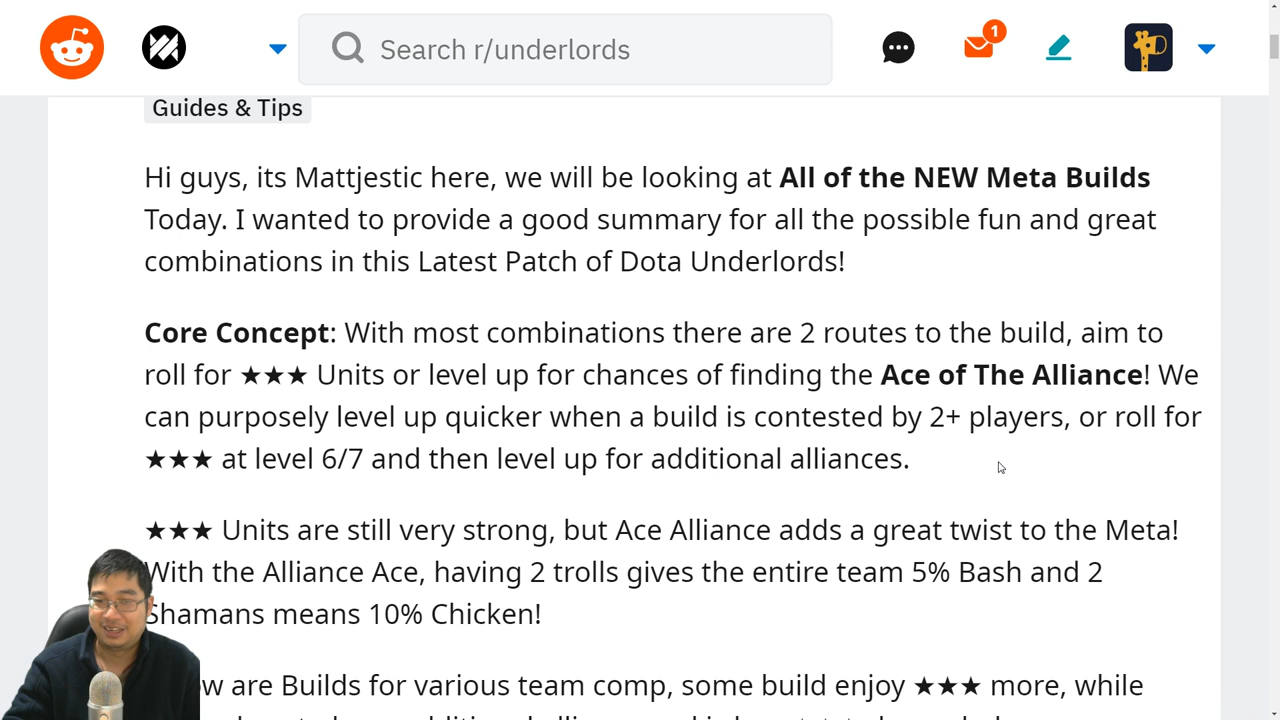 Search r/underlords
1
Guides & Tips
Hi guys, its Mattjestic here, we will be looking at All of the NEW Meta Builds
Today. I wanted to provide a good summary for all the possible fun and great
combinations in this Latest Patch of Dota Underlords!
Core Concept: With most combinations there are 2 routes to the build, aim to
roll for ★★★ Units or level up for chances of finding the Ace of The Alliance! We
can purposely level up quicker when a build is contested by 2+ players, or roll for
★★★ at level 6/7 and then level up for additional alliances.
★★★ Units are still very strong, but Ace Alliance adds a great twist to the Meta!
With the Alliance Ace, having 2 trolls gives the entire team 5% Bash and 2
Shamans means 10% Chicken!
are Builds for various team comp, some build enjoy ★★★ more, while